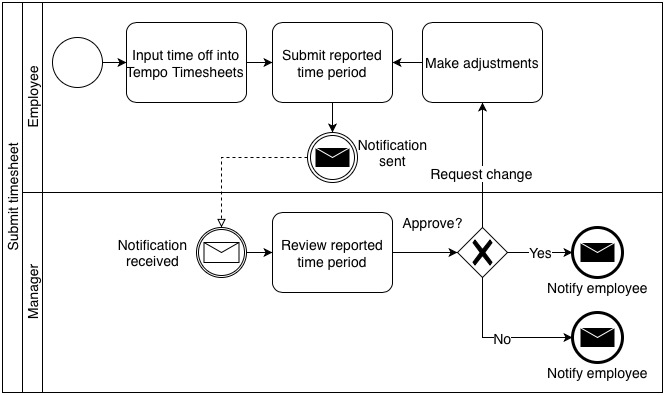 Submit timesheet
Employee
Input time off into
Tempo Timesheets
Submit reported
time period
Make adjustments
Notification
sent
Request change
Manager
Notification
received
Review reported
time period
Approve?
Yes
Notify employee
No
Notify employee